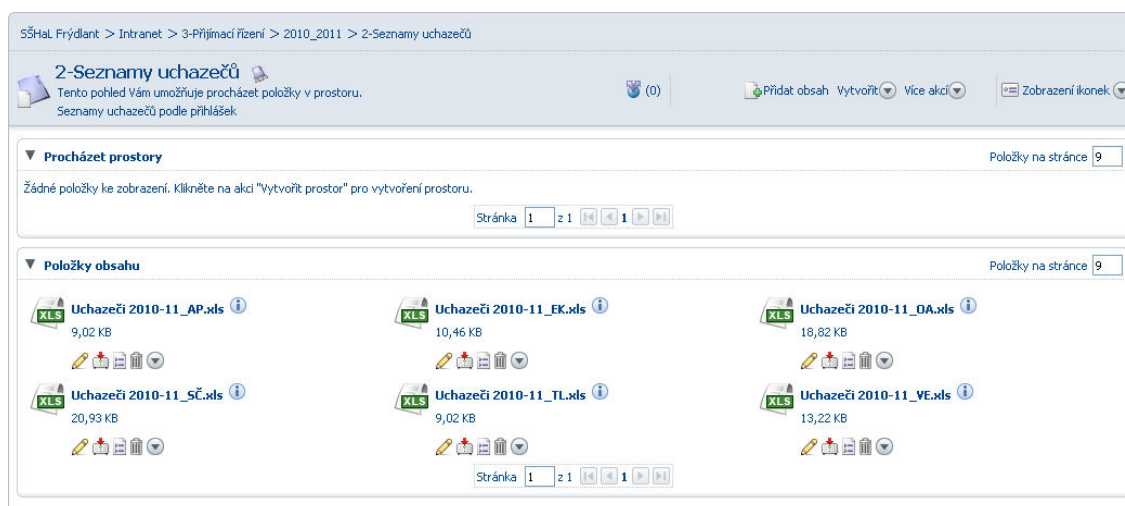 SŠHaL Frýdlant > Intranet > 3-Přijímací řízení > 2010_2011 > 2-Seznamy uchazečů
2-Seznamy uchazečů
Tento pohled Vám umožňuje procházet položky v prostoru.
Seznamy uchazečů podle přihlášek
(0)
Přidat obsah Vytvořit Více akcí Zobrazení ikonek
Procházet prostory
Položky na stránce 9
Žádné položky ke zobrazení. Klikněte na akci "Vytvořit prostor" pro vytvoření prostoru.
Stránka 1 z 1 1
Položky obsahu
Položky na stránce 9
XLS Uchazeči 2010-11_AP.xls
9,02 KB
XLS Uchazeči 2010-11_EK.xls
10,46 KB
XLS Uchazeči 2010-11_OA.xls
18,82 KB
XLS Uchazeči 2010-11_SČ.xls
20,93 KB
XLS Uchazeči 2010-11_TL.xls
9,02 KB
XLS Uchazeči 2010-11_VE.xls
13,22 KB
Stránka 1 z 1 1